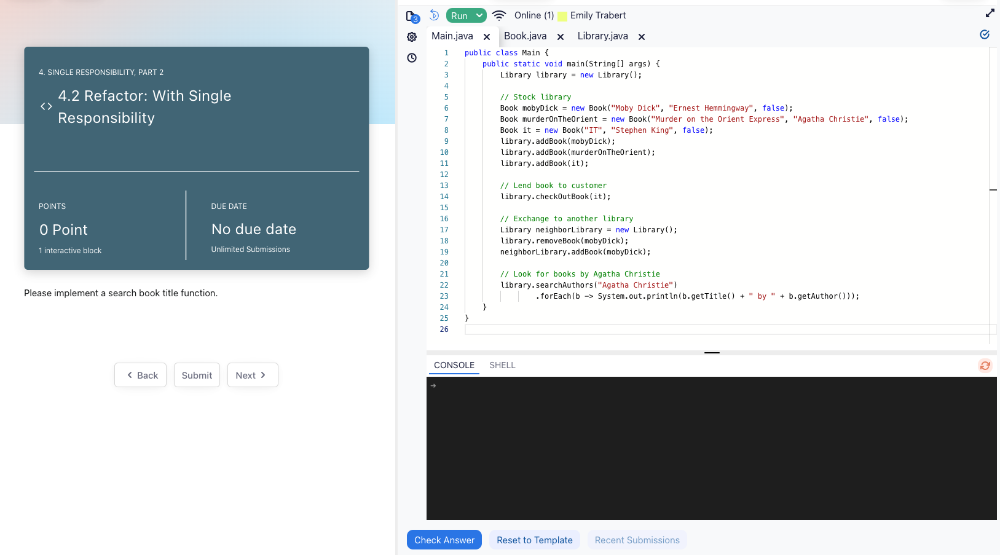 4. SINGLE RESPONSIBILITY, PART 2
4.2 Refactor: With Single
Responsibility
POINTS
0 Point
1 interactive block
DUE DATE
No due date
Unlimited Submissions
Please implement a search book title function.
Back
Submit
Next
3
Run
Online (1)
Emily Trabert
Main.java
Book.java
Library.java
1 public class Main {
2     public static void main(String[] args) {
3         Library library = new Library();
4
5         // Stock library
6         Book mobyDick = new Book("Moby Dick", "Ernest Hemmingway", false);
7         Book murderOnTheOrient = new Book("Murder on the Orient Express", "Agatha Christie", false);
8         Book it = new Book("IT", "Stephen King", false);
9         library.addBook(mobyDick);
10         library.addBook(murderOnTheOrient);
11         library.addBook(it);
12
13         // Lend book to customer
14         library.checkOutBook(it);
15
16         // Exchange to another library
17         Library neighborLibrary = new Library();
18         library.removeBook(mobyDick);
19         neighborLibrary.addBook(mobyDick);
20
21         // Look for books by Agatha Christie
22         library.searchAuthors("Agatha Christie")
23                 .forEach(b -> System.out.println(b.getTitle() + " by " + b.getAuthor()));
24     }
25 }
26
CONSOLE
SHELL
Check Answer
Reset to Template
Recent Submissions